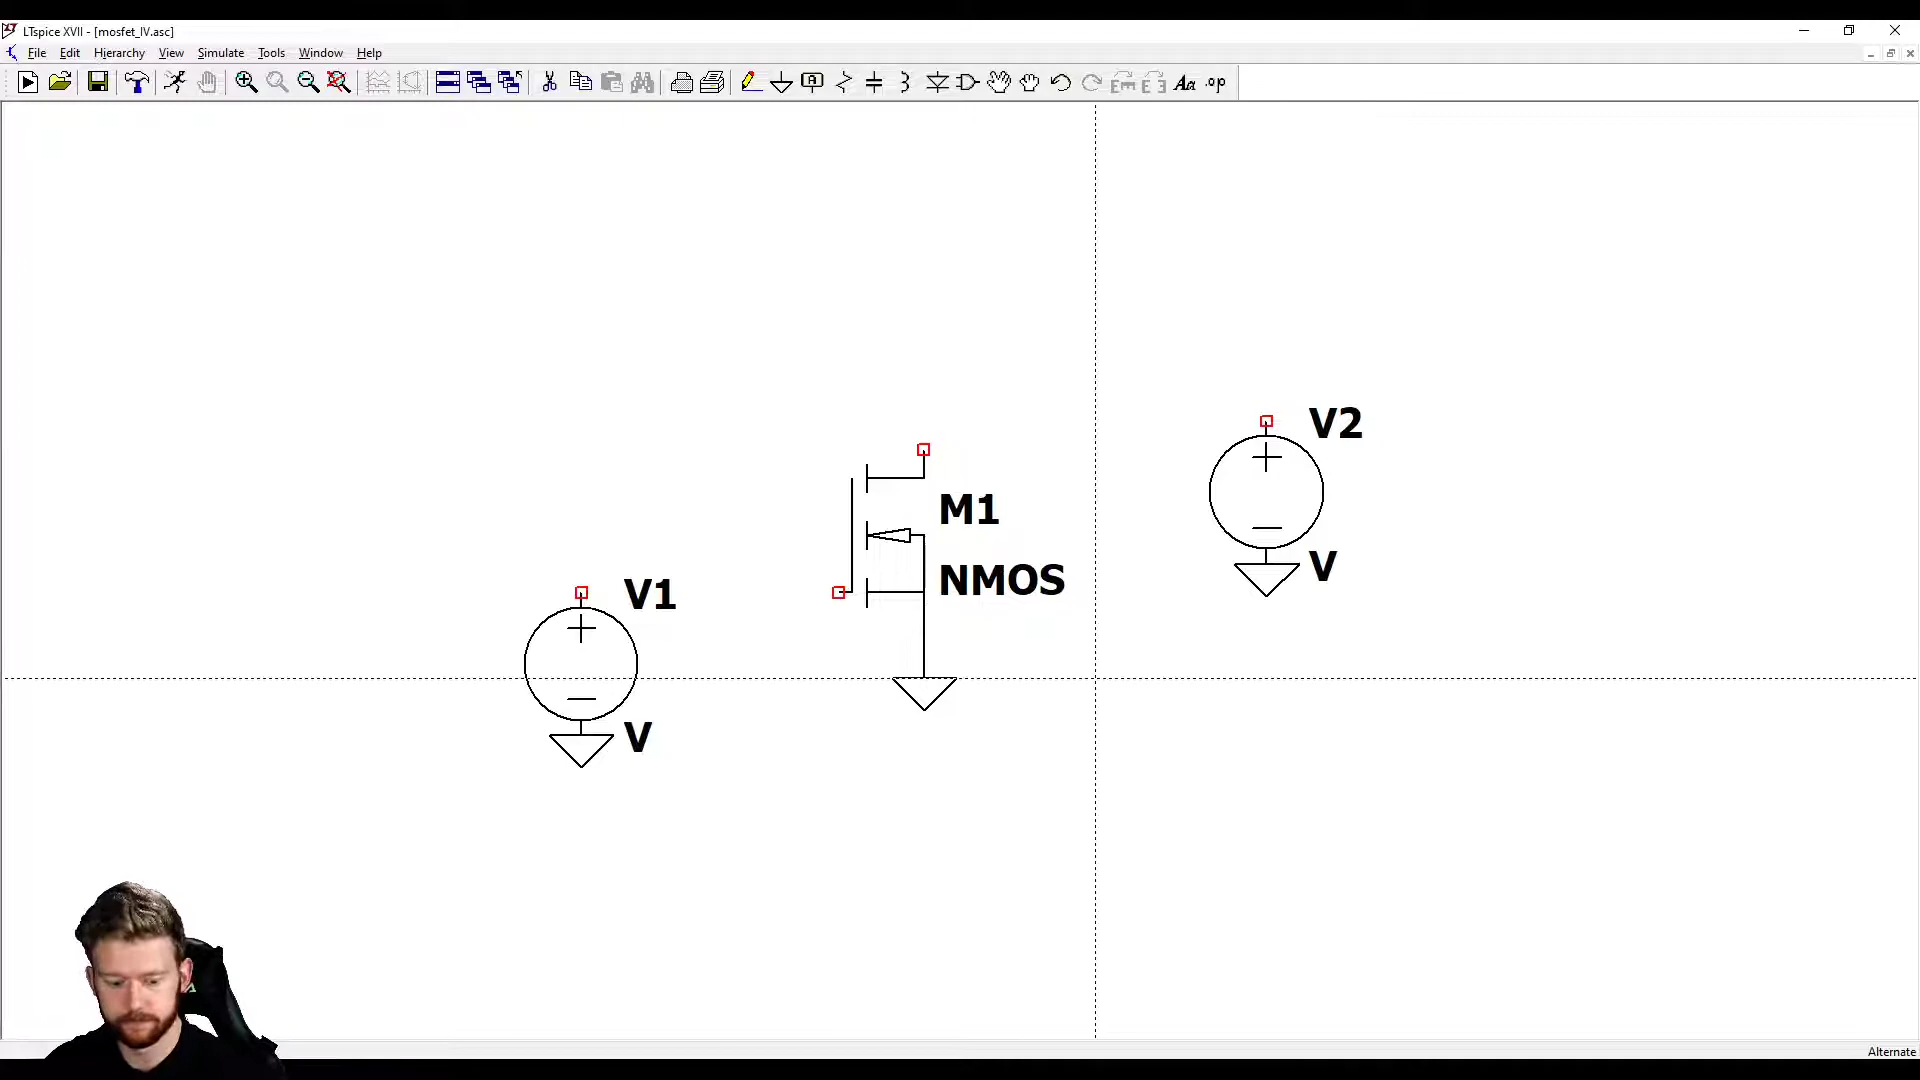 LTspice XVII - [mosfet_IV.asc]
File Edit Hierarchy View Simulate Tools Window Help
A Aa .op
V2
M1
NMOS
V
V1
V
Alternate